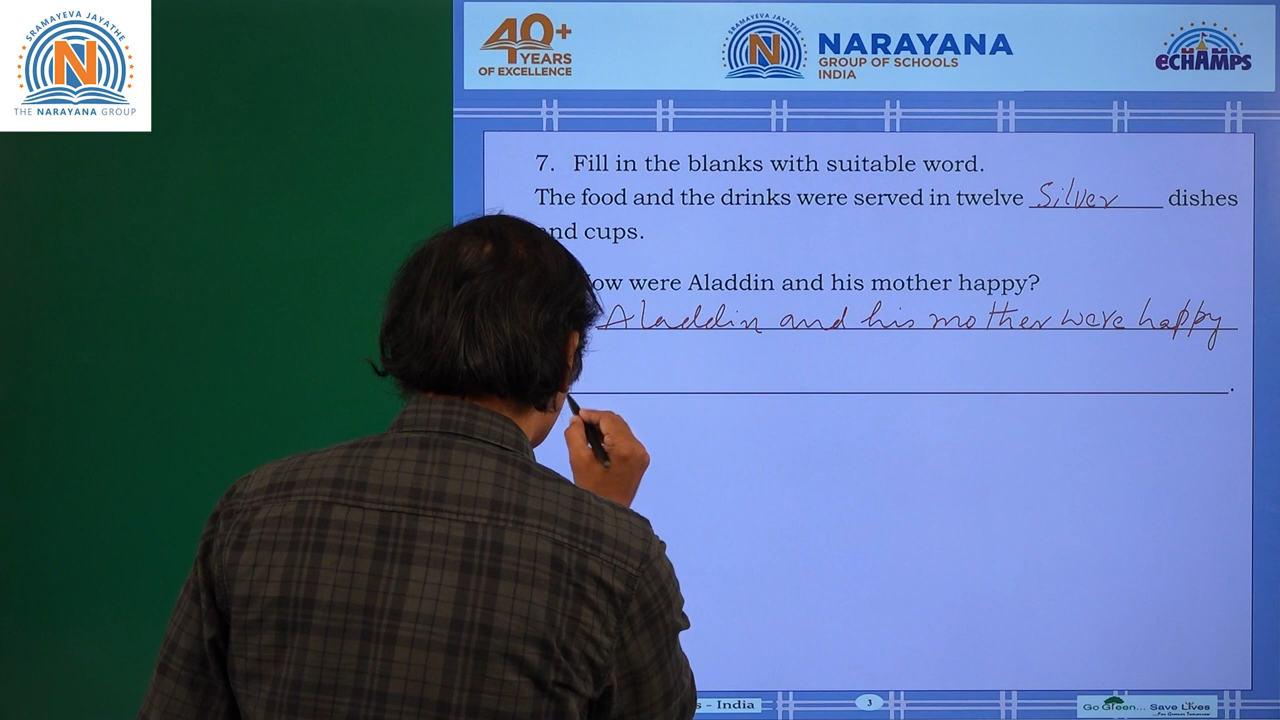 SRAMAYEVA JAYATHE
N
THE NARAYANA GROUP
40+
YEARS
OF EXCELLENCE
SRAMAYEVA JAYATHE
N
NARAYANA
GROUP OF SCHOOLS
INDIA
eCHAMPS
7. Fill in the blanks with suitable word.
The food and the drinks were served in twelve silver dishes
and cups.
How were Aladdin and his mother happy?
Aladdin and his mother were happy
.
- India
3
Go Green... Save Lives